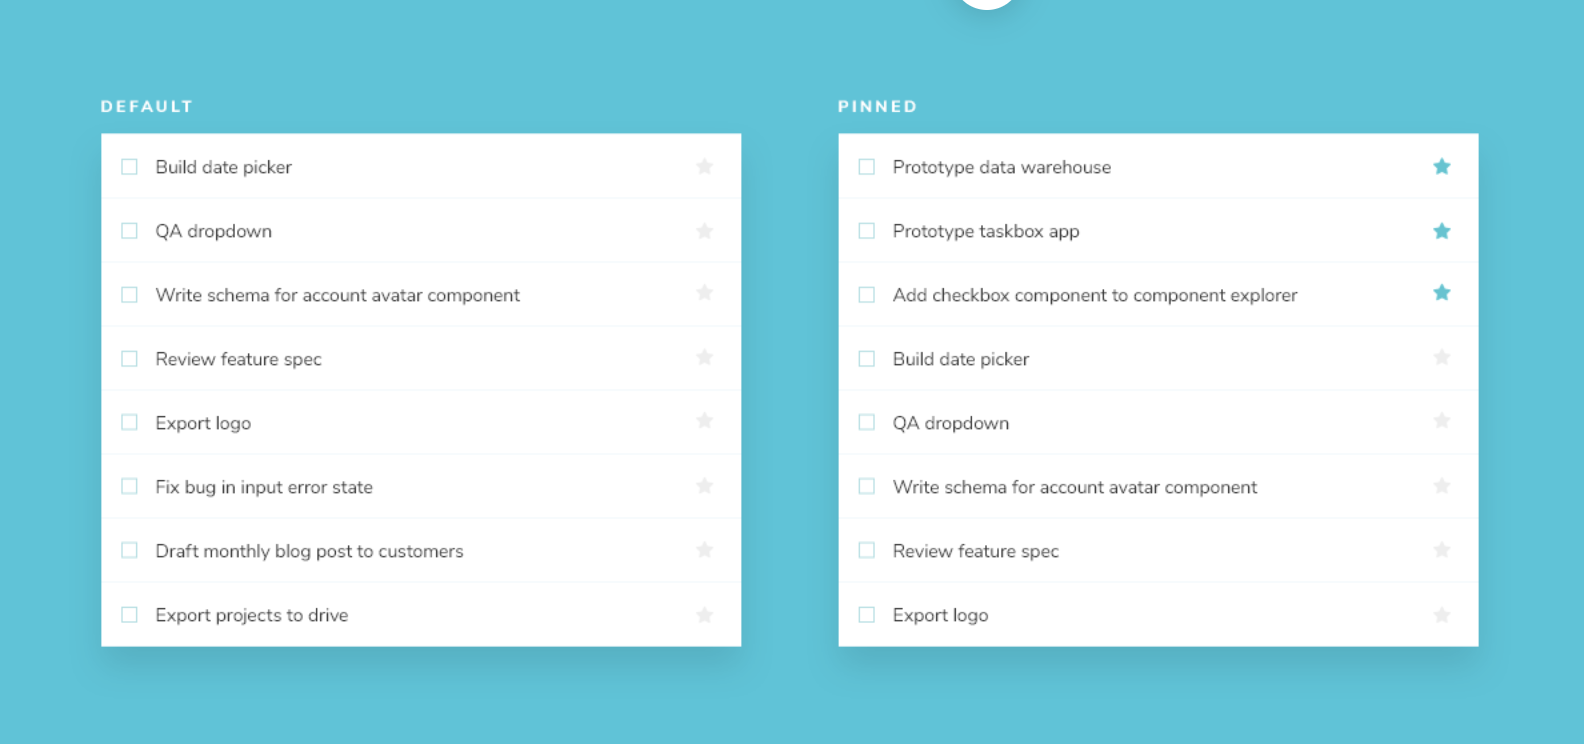 DEFAULT
Build date picker
QA dropdown
Write schema for account avatar component
Review feature spec
Export logo
Fix bug in input error state
Draft monthly blog post to customers
Export projects to drive
PINNED
Prototype data warehouse
Prototype taskbox app
Add checkbox component to component explorer
Build date picker
QA dropdown
Write schema for account avatar component
Review feature spec
Export logo